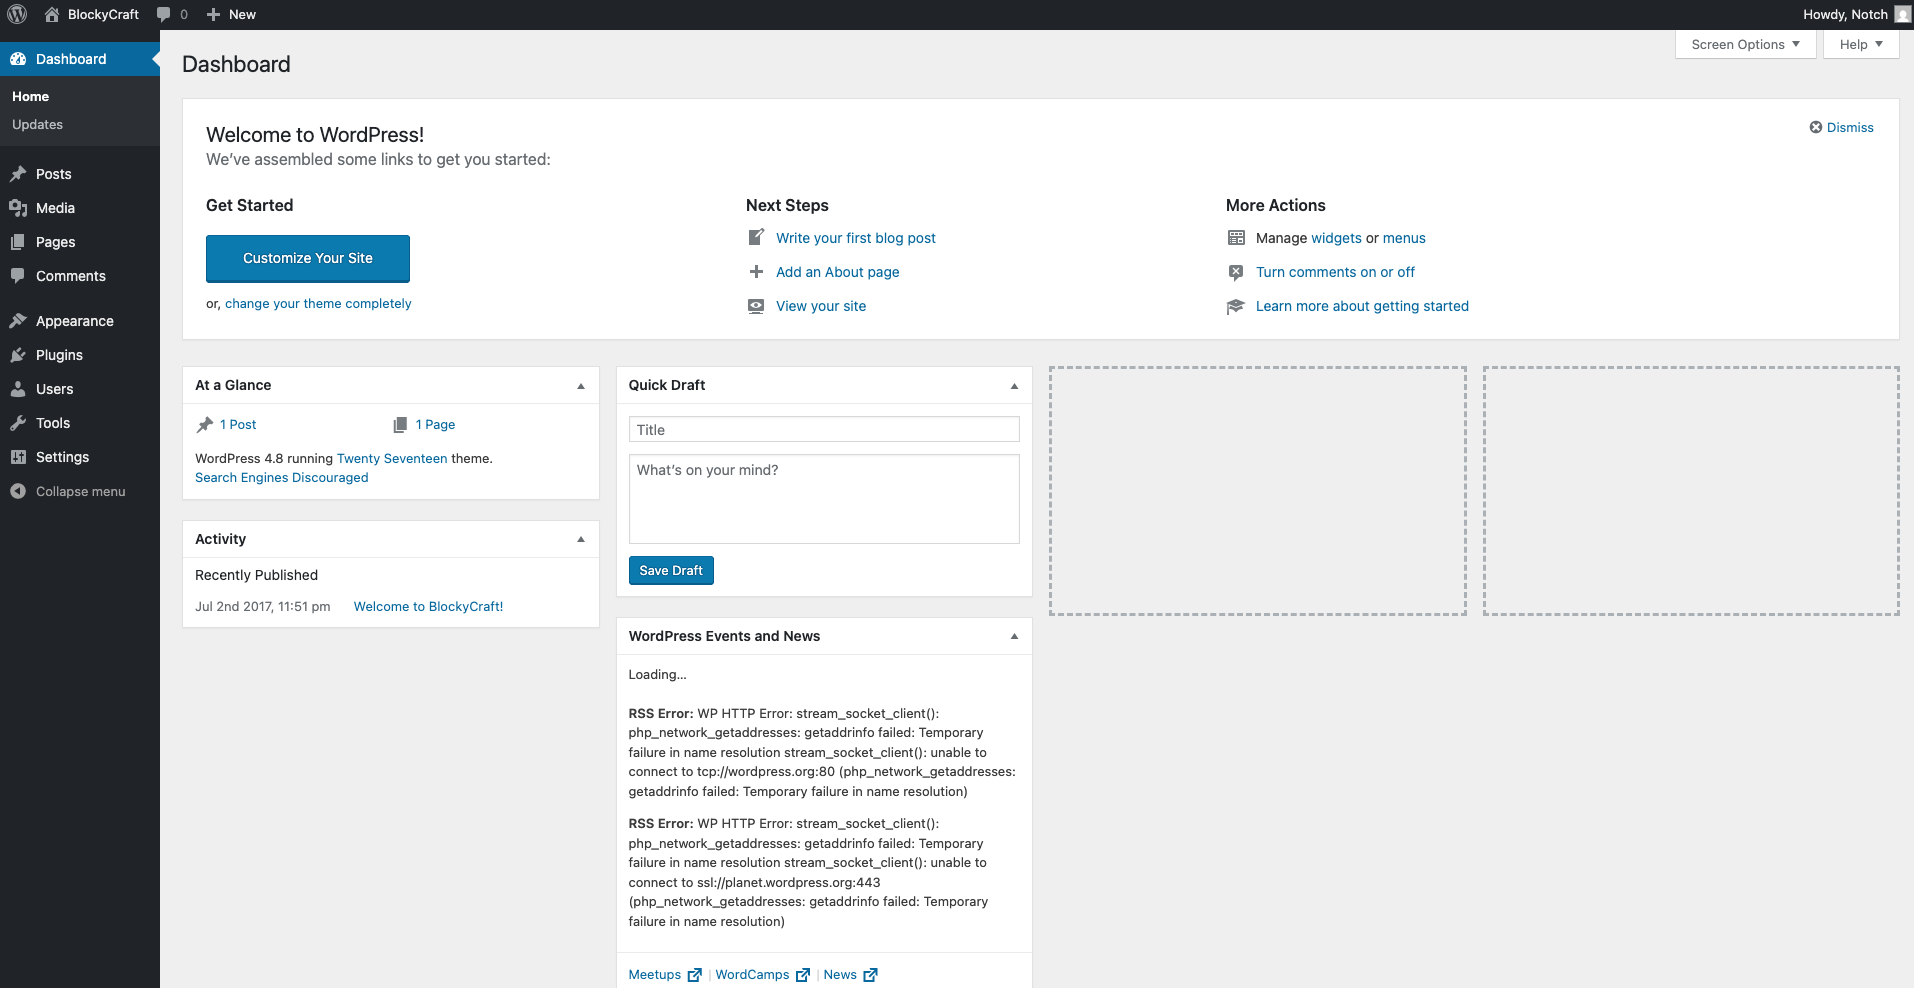 BlockyCraft 0 New Howdy, Notch
Screen Options Help
Dashboard
Home
Updates
Posts
Media
Pages
Comments
Appearance
Plugins
Users
Tools
Settings
Collapse menu
Dashboard
Welcome to WordPress!
We've assembled some links to get you started:
Dismiss
Get Started
Customize Your Site
or, change your theme completely
Next Steps
Write your first blog post
Add an About page
View your site
More Actions
Manage widgets or menus
Turn comments on or off
Learn more about getting started
At a Glance
1 Post 1 Page
WordPress 4.8 running Twenty Seventeen theme.
Search Engines Discouraged
Activity
Recently Published
Jul 2nd 2017, 11:51 pm Welcome to BlockyCraft!
Quick Draft
Title
What's on your mind?
Save Draft
WordPress Events and News
Loading...
RSS Error: WP HTTP Error: stream_socket_client():
php_network_getaddresses: getaddrinfo failed: Temporary
failure in name resolution stream_socket_client(): unable to
connect to tcp://wordpress.org:80 (php_network_getaddresses:
getaddrinfo failed: Temporary failure in name resolution)
RSS Error: WP HTTP Error: stream_socket_client():
php_network_getaddresses: getaddrinfo failed: Temporary
failure in name resolution stream_socket_client(): unable to
connect to ssl://planet.wordpress.org:443
(php_network_getaddresses: getaddrinfo failed: Temporary
failure in name resolution)
Meetups | WordCamps | News